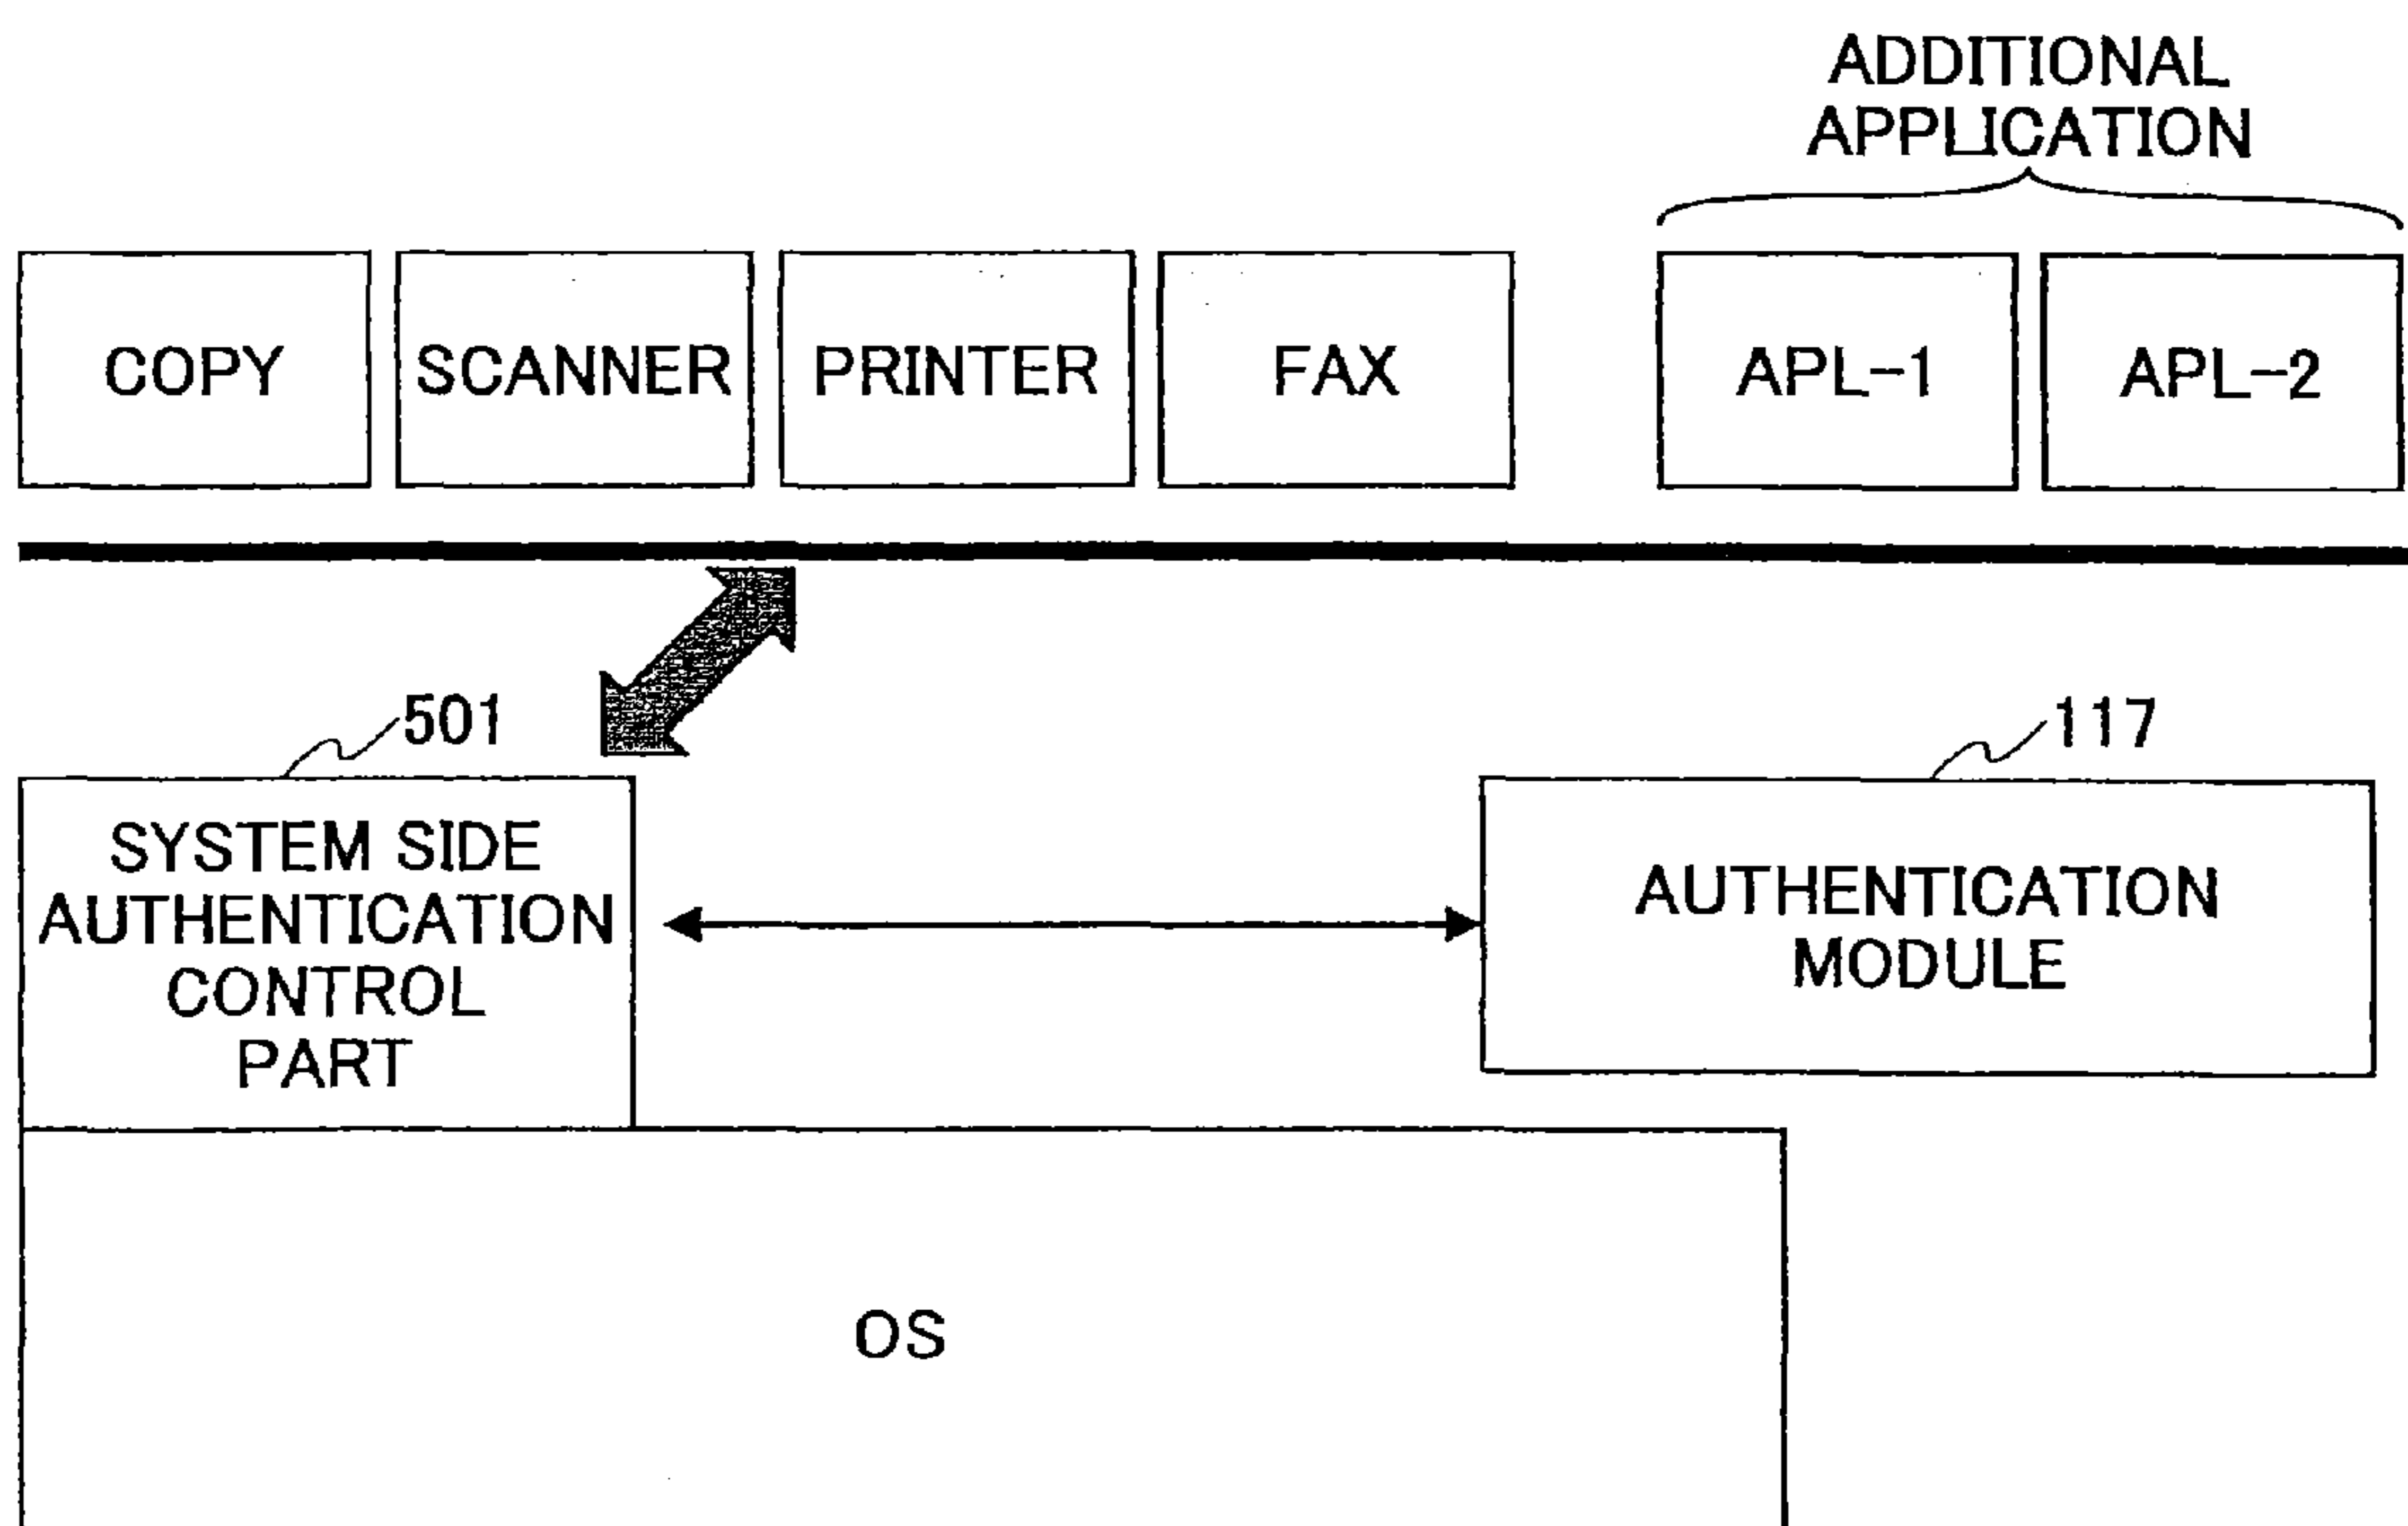 ADDITIONAL
APPLICATION
COPY
SCANNER
PRINTER
FAX
APL-1
APL-2
501
117
SYSTEM SIDE
AUTHENTICATION
CONTROL
PART
AUTHENTICATION
MODULE
OS